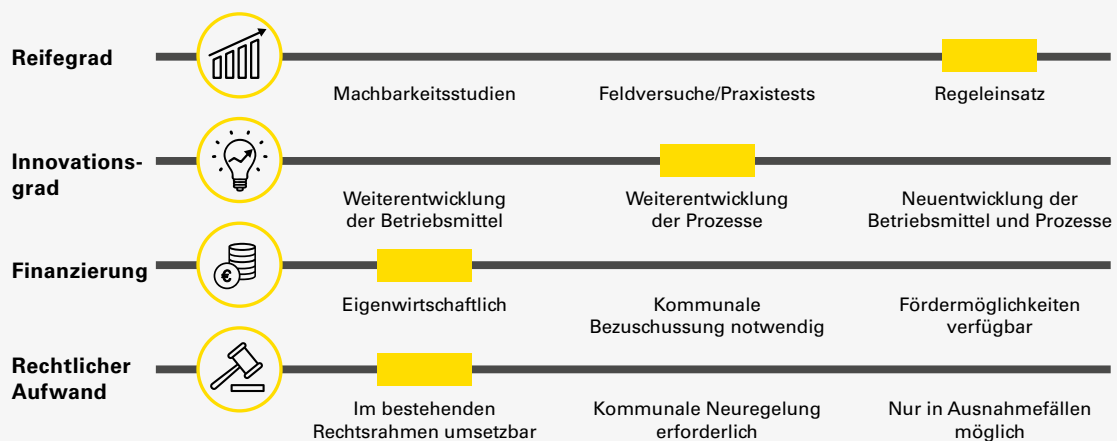 Reifegrad
Machbarkeitsstudien
Feldversuche/Praxistests
Regeleinsatz
Innovations-
grad
Weiterentwicklung
der Betriebsmittel
Weiterentwicklung
der Prozesse
Neuentwicklung der
Betriebsmittel und Prozesse
Finanzierung
€
Eigenwirtschaftlich
Kommunale
Bezuschussung notwendig
Fördermöglichkeiten
verfügbar
Rechtlicher
Aufwand
Im bestehenden
Rechtsrahmen umsetzbar
Kommunale Neuregelung
erforderlich
Nur in Ausnahmefällen
möglich